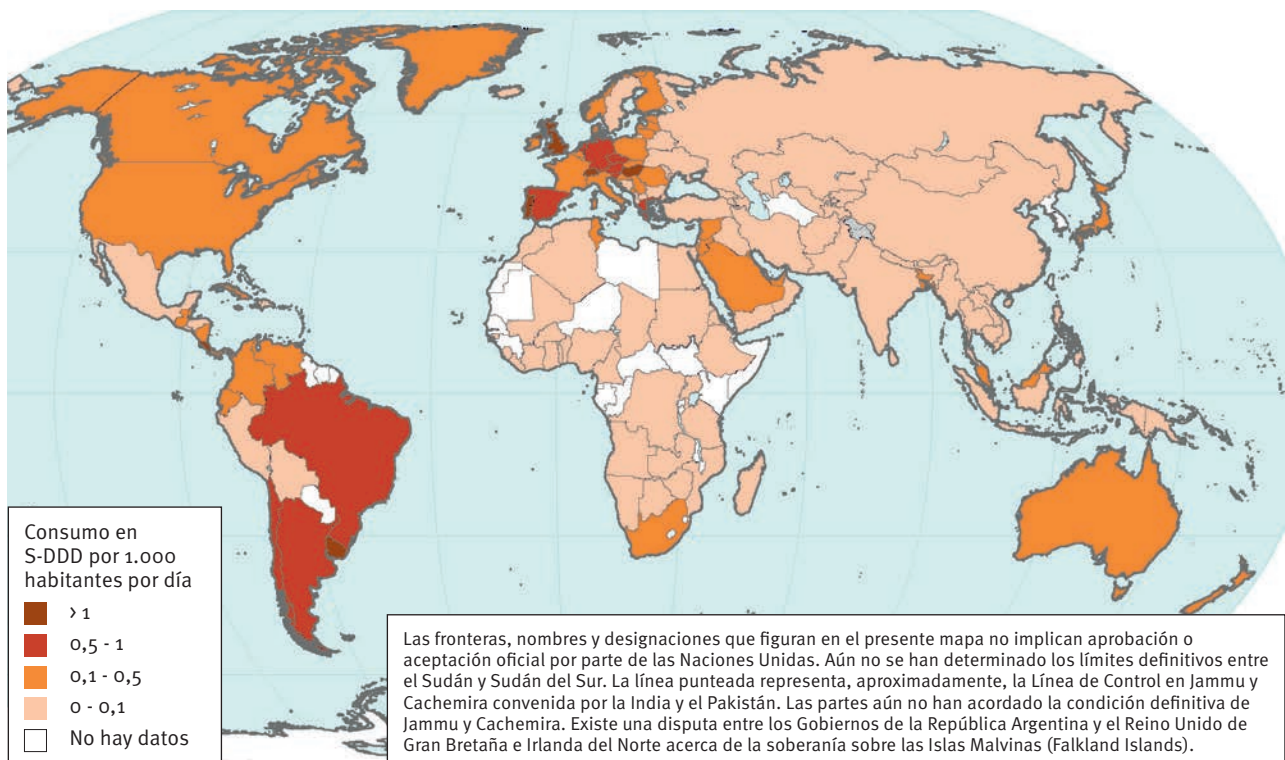 Consumo en
S-DDD por 1.000
habitantes por día
> 1
0,5 - 1
0,1 - 0,5
0 - 0,1
No hay datos
Las fronteras, nombres y designaciones que figuran en el presente mapa no implican aprobación o
aceptación oficial por parte de las Naciones Unidas. Aún no se han determinado los límites definitivos entre
el Sudán y Sudán del Sur. La línea punteada representa, aproximadamente, la Línea de Control en Jammu y
Cachemira convenida por la India y el Pakistán. Las partes aún no han acordado la condición definitiva de
Jammu y Cachemira. Existe una disputa entre los Gobiernos de la República Argentina y el Reino Unido de
Gran Bretaña e Irlanda del Norte acerca de la soberanía sobre las Islas Malvinas (Falkland Islands).